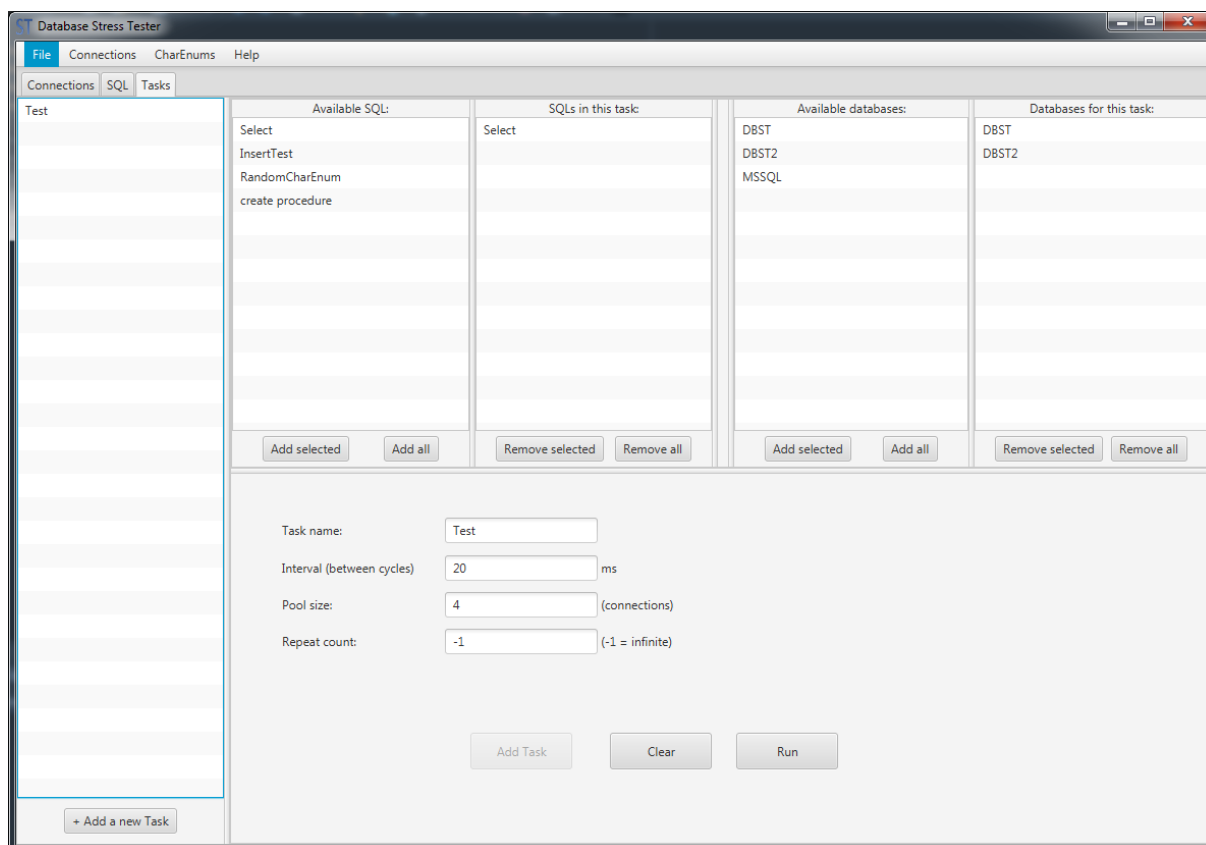 ST Database Stress Tester
File Connections CharEnums Help
Connections SQL Tasks
Test
Available SQL:
Select
InsertTest
RandomCharEnum
create procedure
Add selected Add all
SQLs in this task:
Select
Remove selected Remove all
Available databases:
DBST
DBST2
MSSQL
Add selected Add all
Databases for this task:
DBST
DBST2
Remove selected Remove all
Task name: Test
Interval (between cycles) 20 ms
Pool size: 4 (connections)
Repeat count: -1 (-1 = infinite)
Add Task Clear Run
+ Add a new Task